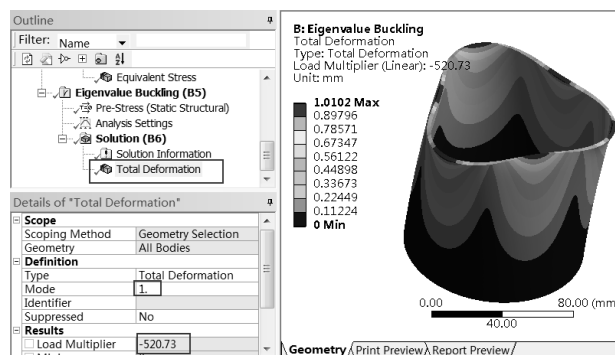 Outline
Filter: Name
Equivalent Stress
Eigenvalue Buckling (B5)
Pre-Stress (Static Structural)
Analysis Settings
Solution (B6)
Solution Information
Total Deformation
Details of "Total Deformation"
Scope
Scoping Method Geometry Selection
Geometry All Bodies
Definition
Type Total Deformation
Mode 1.
Identifier
Suppressed No
Results
Load Multiplier -520.73
B: Eigenvalue Buckling
Total Deformation
Type: Total Deformation
Load Multiplier (Linear): -520.73
Unit: mm
1.0102 Max
0.89796
0.78571
0.67347
0.56122
0.44898
0.33673
0.22449
0.11224
0 Min
0.00 80.00 (mm
40.00
Geometry Print Preview Report Preview